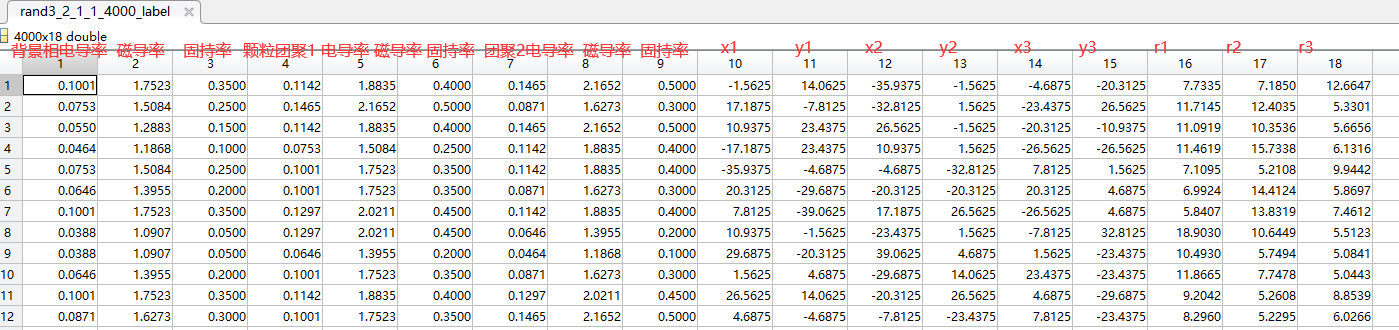 rand3_2_1_1_4000_label
4000x18 double
背景相电导率 磁导率 固持率 颗粒团聚1 电导率 磁导率 固持率 团聚2电导率 磁导率 固持率 x1 y1 x2 y2 x3 y3 r1 r2 r3
1 2 3 4 5 6 7 8 9 10 11 12 13 14 15 16 17 18
1 0.1001 1.7523 0.3500 0.1142 1.8835 0.4000 0.1465 2.1652 0.5000 -1.5625 14.0625 -35.9375 -1.5625 -4.6875 -20.3125 7.7335 7.1850 12.6647
2 0.0753 1.5084 0.2500 0.1465 2.1652 0.5000 0.0871 1.6273 0.3000 17.1875 -7.8125 -32.8125 1.5625 -23.4375 26.5625 11.7145 12.4035 5.3301
3 0.0550 1.2883 0.1500 0.1142 1.8835 0.4000 0.1465 2.1652 0.5000 10.9375 23.4375 26.5625 -1.5625 -20.3125 -10.9375 11.0919 10.3536 5.6656
4 0.0464 1.1868 0.1000 0.0753 1.5084 0.2500 0.1142 1.8835 0.4000 -17.1875 23.4375 10.9375 1.5625 -26.5625 -26.5625 11.4619 15.7338 6.1316
5 0.0753 1.5084 0.2500 0.1001 1.7523 0.3500 0.1142 1.8835 0.4000 -35.9375 -4.6875 -4.6875 -32.8125 7.8125 1.5625 7.1095 5.2108 9.9442
6 0.0646 1.3955 0.2000 0.1001 1.7523 0.3500 0.0871 1.6273 0.3000 20.3125 -29.6875 -20.3125 -20.3125 20.3125 4.6875 6.9924 14.4124 5.8697
7 0.1001 1.7523 0.3500 0.1297 2.0211 0.4500 0.1142 1.8835 0.4000 7.8125 -39.0625 17.1875 26.5625 -26.5625 4.6875 5.8407 13.8319 7.4612
8 0.0388 1.0907 0.0500 0.1297 2.0211 0.4500 0.0646 1.3955 0.2000 10.9375 -1.5625 -23.4375 1.5625 -7.8125 32.8125 18.9030 10.6449 5.5123
9 0.0388 1.0907 0.0500 0.0646 1.3955 0.2000 0.0464 1.1868 0.1000 29.6875 -20.3125 39.0625 4.6875 1.5625 -23.4375 10.4930 5.7494 5.0841
10 0.0646 1.3955 0.2000 0.1001 1.7523 0.3500 0.0871 1.6273 0.3000 1.5625 4.6875 -29.6875 14.0625 23.4375 -23.4375 11.8665 7.7478 5.0443
11 0.1001 1.7523 0.3500 0.1142 1.8835 0.4000 0.1297 2.0211 0.4500 26.5625 14.0625 -20.3125 26.5625 4.6875 -29.6875 9.2042 5.2608 8.8539
12 0.0871 1.6273 0.3000 0.1001 1.7523 0.3500 0.1465 2.1652 0.5000 4.6875 -4.6875 -7.8125 -23.4375 7.8125 -23.4375 8.2960 5.2295 6.0266